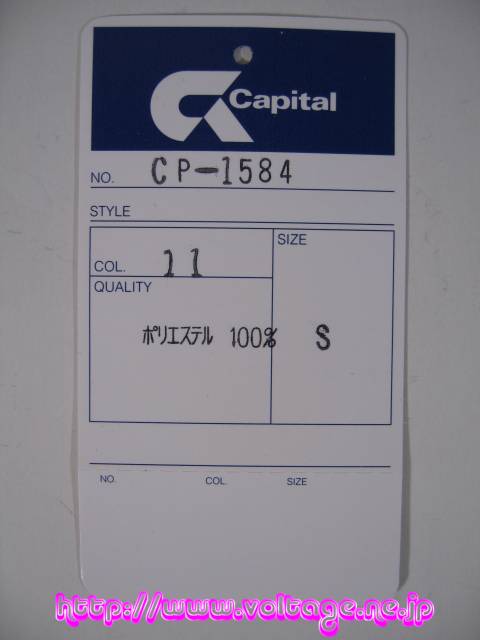 Capital
NO. CP-1584
STYLE
COL. 11
SIZE
QUALITY
ポリエステル 100%
S
NO. COL. SIZE
http://www.voltage.ne.jp